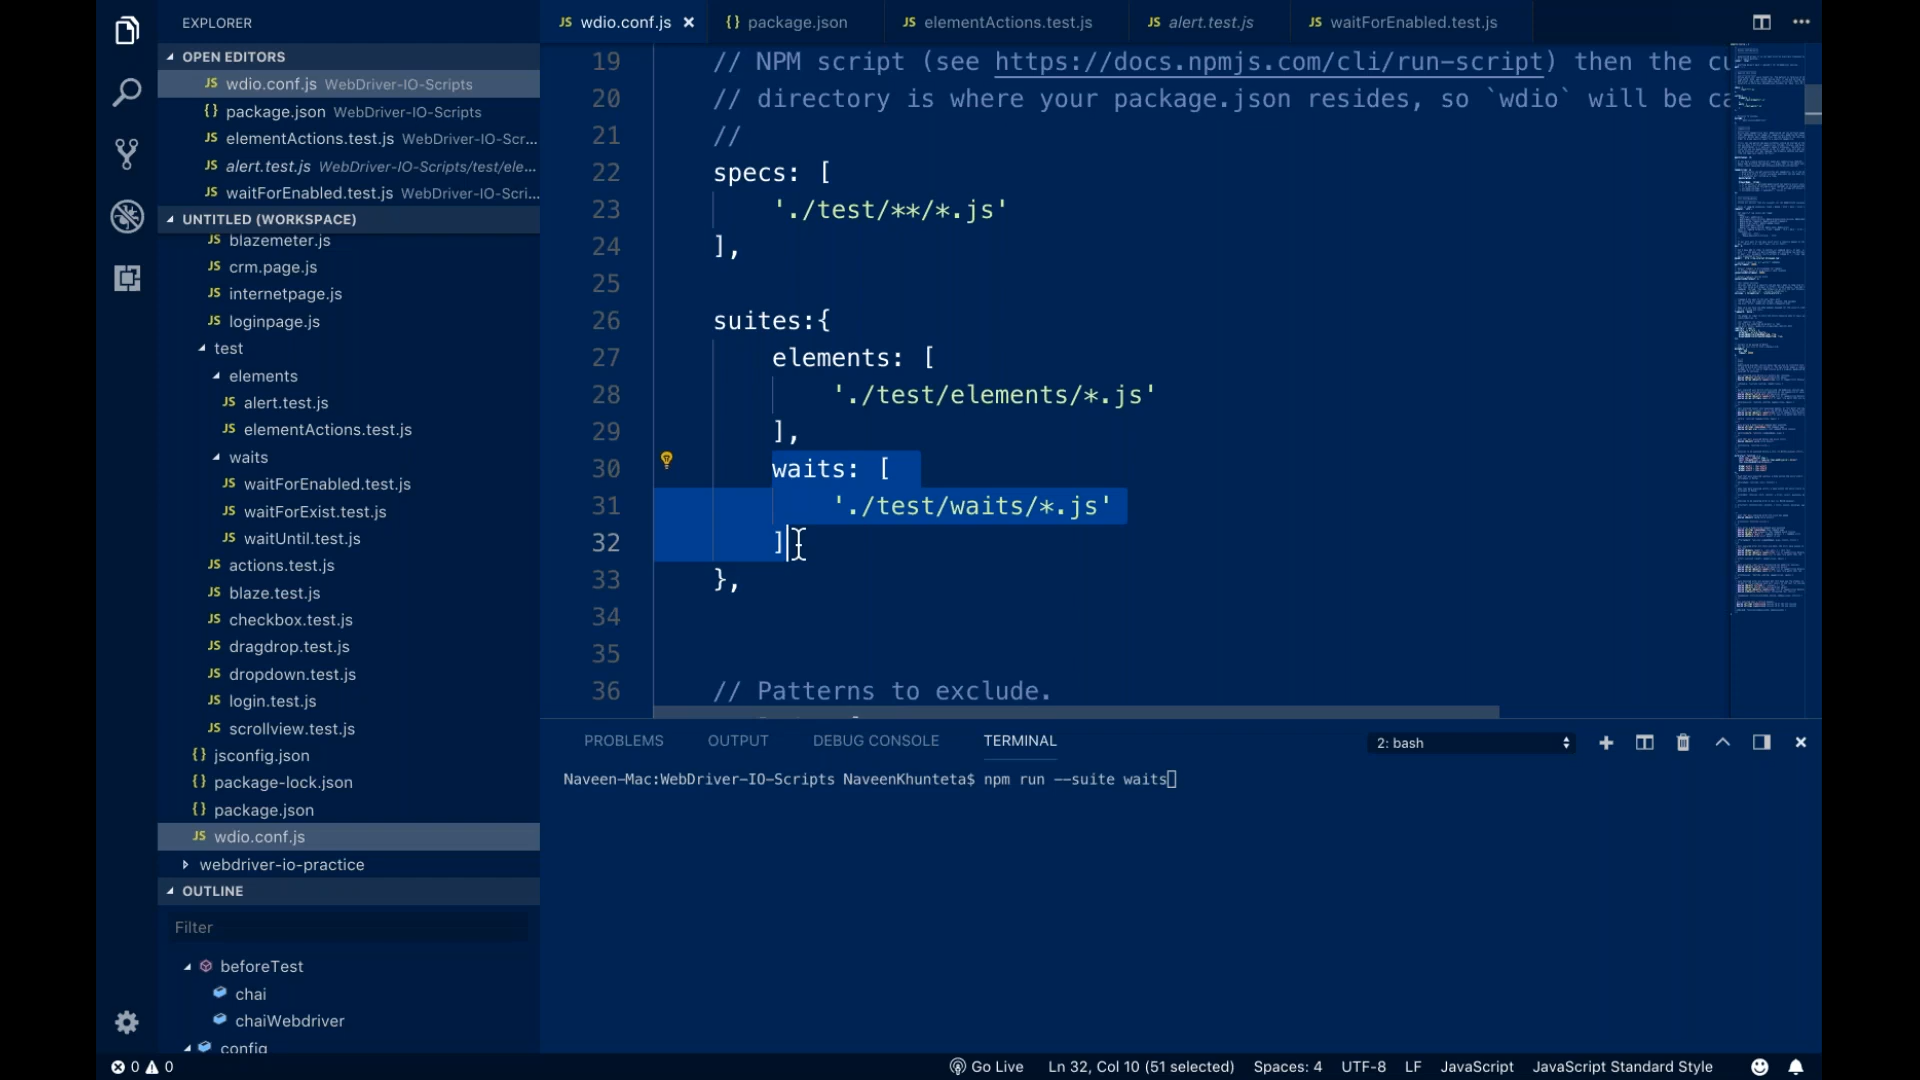 EXPLORER
OPEN EDITORS
JS wdio.conf.js WebDriver-IO-Scripts
{} package.json WebDriver-IO-Scripts
JS elementActions.test.js WebDriver-IO-Scr...
JS alert.test.js WebDriver-IO-Scripts/test/ele...
JS waitForEnabled.test.js WebDriver-IO-Scri...
UNTITLED (WORKSPACE)
JS blazemeter.js
JS crm.page.js
JS internetpage.js
JS loginpage.js
test
elements
JS alert.test.js
JS elementActions.test.js
waits
JS waitForEnabled.test.js
JS waitForExist.test.js
JS waitUntil.test.js
JS actions.test.js
JS blaze.test.js
JS checkbox.test.js
JS dragdrop.test.js
JS dropdown.test.js
JS login.test.js
JS scrollview.test.js
{} jsconfig.json
{} package-lock.json
{} package.json
JS wdio.conf.js
webdriver-io-practice
OUTLINE
Filter
beforeTest
chai
chaiWebdriver
config
JS wdio.conf.js
{} package.json
JS elementActions.test.js
JS alert.test.js
JS waitForEnabled.test.js
19 // NPM script (see https://docs.npmjs.com/cli/run-script) then the cu
20 // directory is where your package.json resides, so `wdio` will be ca
21 //
22 specs: [
23 './test/**/*.js'
24 ],
25
26 suites:{
27 elements: [
28 './test/elements/*.js'
29 ],
30 waits: [
31 './test/waits/*.js'
32 ]
33 },
34
35
36 // Patterns to exclude.
PROBLEMS OUTPUT DEBUG CONSOLE TERMINAL 2: bash
Naveen-Mac:WebDriver-IO-Scripts NaveenKhunteta$ npm run --suite waits
0 0 Go Live Ln 32, Col 10 (51 selected) Spaces: 4 UTF-8 LF JavaScript JavaScript Standard Style